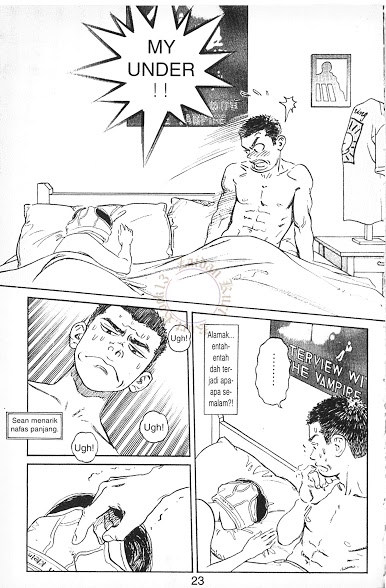 MY
UNDER
!!
Ugh!
Ugh!
Ugh!
Sean menarik
nafas panjang.
Alamak...
entah-
entah
dah ter-
jadi apa-
apa se-
malam?!
..........
TERVIEW WI
HE VAMPIRE
23